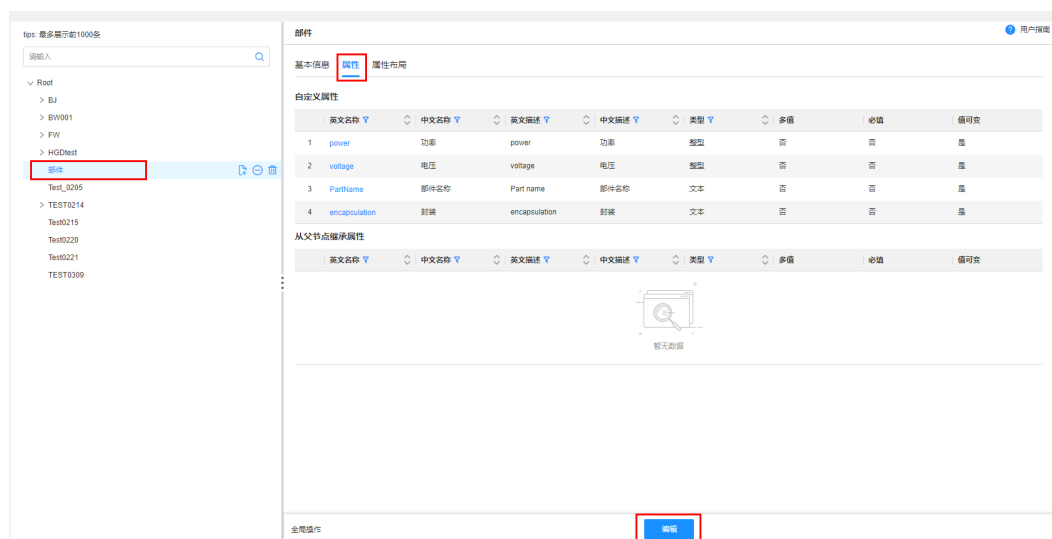 tips: 最多展示前1000条
请输入
Root
BJ
BW001
FW
HGDtest
部件
Test_0205
TEST0214
Test0215
Test0220
Test0221
TEST0309
部件
用户指南
基本信息 属性 属性布局
自定义属性
英文名称 中文名称 英文描述 中文描述 类型 多值 必填 值可变
1 power 功率 power 功率 整型 否 否 是
2 voltage 电压 voltage 电压 整型 否 否 是
3 PartName 部件名称 Part name 部件名称 文本 否 否 是
4 encapsulation 封装 encapsulation 封装 文本 否 否 是
从父节点继承属性
英文名称 中文名称 英文描述 中文描述 类型 多值 必填 值可变
暂无数据
全局操作 编辑